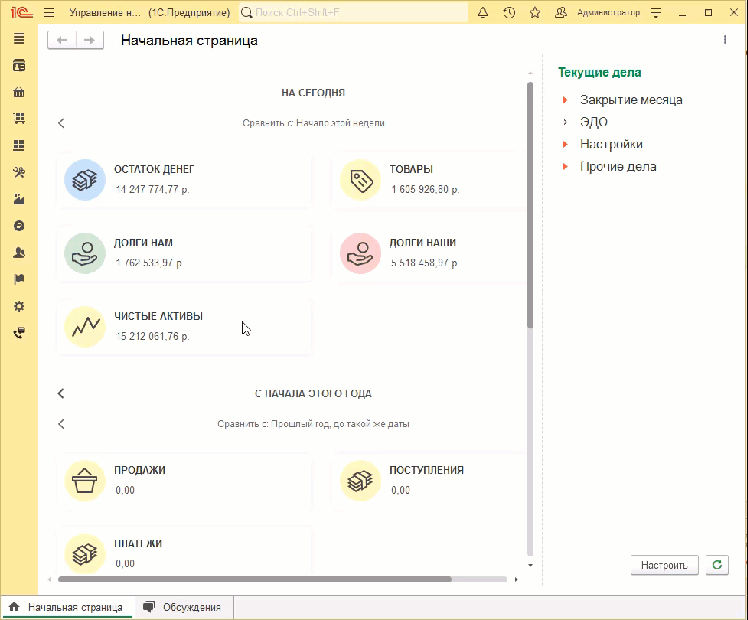 1С Управление н... (1С:Предприятие) Поиск Ctrl+Shift+F Администратор
Начальная страница
НА СЕГОДНЯ
Сравнить с: Начало этой недели
ОСТАТОК ДЕНЕГ
14 247 774,77 р.
ТОВАРЫ
1 605 926,80 р.
ДОЛГИ НАМ
1 762 533,97 р.
ДОЛГИ НАШИ
5 518 458,97 р.
ЧИСТЫЕ АКТИВЫ
15 212 061,76 р.
С НАЧАЛА ЭТОГО ГОДА
Сравнить с: Прошлый год, до такой же даты
ПРОДАЖИ
0,00
ПОСТУПЛЕНИЯ
0,00
ПЛАТЕЖИ
0,00
Текущие дела
Закрытие месяца
ЭДО
Настройки
Прочие дела
Настроить
Начальная страница
Обсуждения